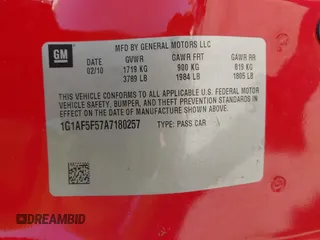 GM
MFD BY GENERAL MOTORS LLC
DATE GVWR GAWR FRT GAWR RR
02/10 1719 KG 900 KG 819 KG
3789 LB 1984 LB 1805 LB
THIS VEHICLE CONFORMS TO ALL APPLICABLE U.S. FEDERAL MOTOR
VEHICLE SAFETY, BUMPER, AND THEFT PREVENTION STANDARDS IN
EFFECT ON THE DATE OF MANUFACTURE SHOWN ABOVE.
1G1AF5F57A7180257 TYPE: PASS CAR
DREAMBID